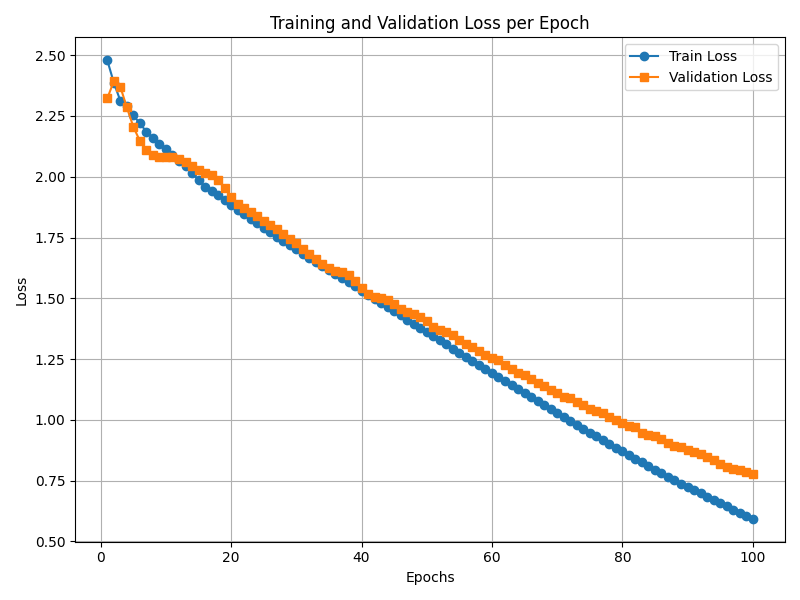 Training and Validation Loss per Epoch
Train Loss
Validation Loss
2.50
2.25
2.00
1.75
1.50
1.25
1.00
0.75
0.50
Loss
0 20 40 60 80 100
Epochs